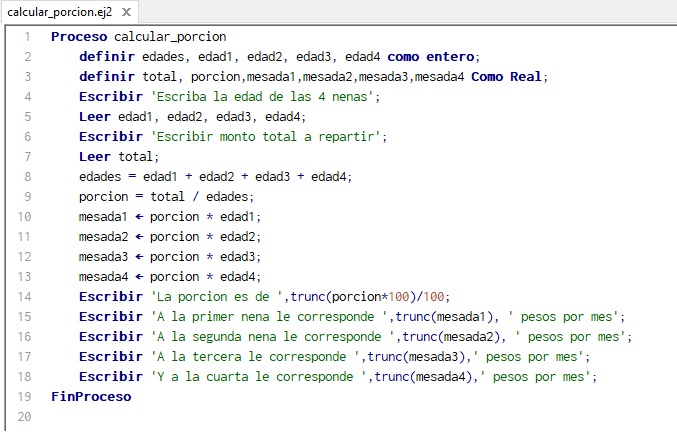 calcular_porcion.ej2 X
1 Proceso calcular_porcion
2 definir edades, edad1, edad2, edad3, edad4 como entero;
3 definir total, porcion,mesada1,mesada2,mesada3,mesada4 Como Real;
4 Escribir 'Escriba la edad de las 4 nenas';
5 Leer edad1, edad2, edad3, edad4;
6 Escribir 'Escribir monto total a repartir';
7 Leer total;
8 edades = edad1 + edad2 + edad3 + edad4;
9 porcion = total / edades;
10 mesada1 ← porcion * edad1;
11 mesada2 ← porcion * edad2;
12 mesada3 ← porcion * edad3;
13 mesada4 ← porcion * edad4;
14 Escribir 'La porcion es de ',trunc(porcion*100)/100;
15 Escribir 'A la primer nena le corresponde ',trunc(mesada1), ' pesos por mes';
16 Escribir 'A la segunda nena le corresponde ',trunc(mesada2), ' pesos por mes';
17 Escribir 'A la tercera le corresponde ',trunc(mesada3),' pesos por mes';
18 Escribir 'Y a la cuarta le corresponde ',trunc(mesada4),' pesos por mes';
19 FinProceso
20